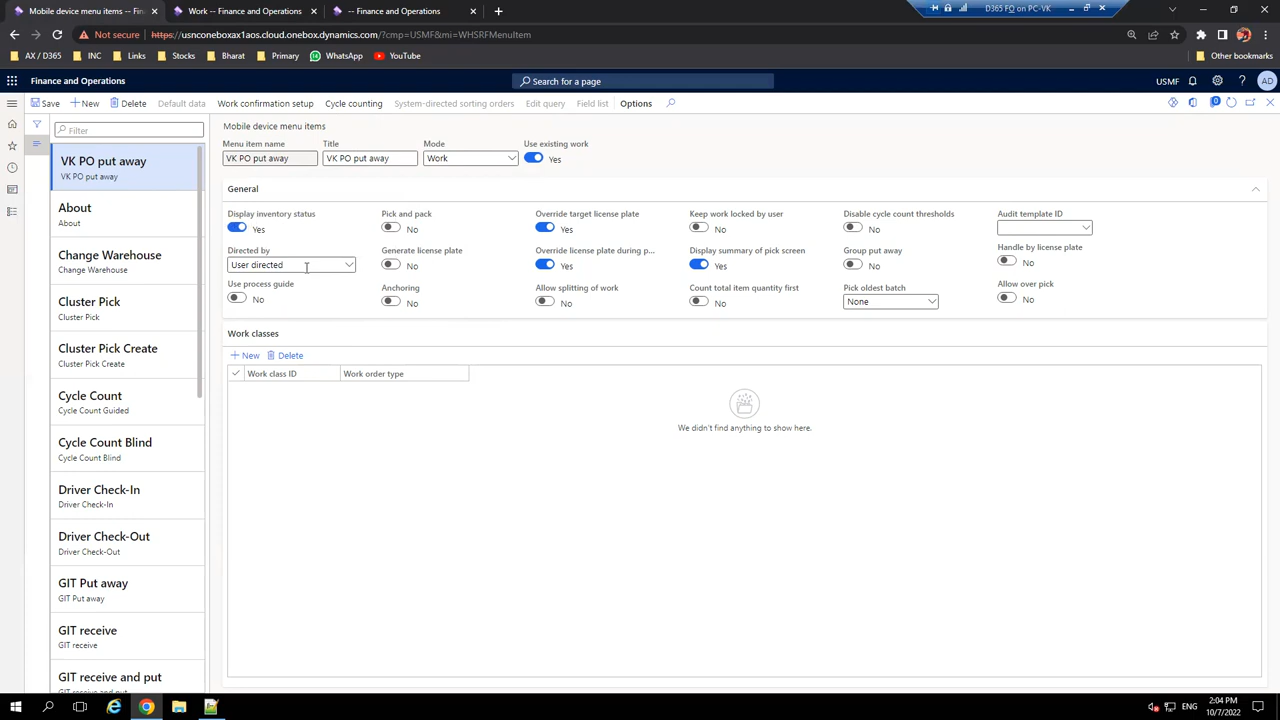 Mobile device menu items -- Fin
Work -- Finance and Operations
-- Finance and Operations
D365 FO on PC-VK
Not secure
https://usnconeboxax1aos.cloud.onebox.dynamics.com/?cmp=USMF&mi=WHSRFMenuItem
AX / D365
INC
Links
Stocks
Bharat
Primary
WhatsApp
YouTube
Other bookmarks
Finance and Operations
Search for a page
USMF
AD
Save
New
Delete
Default data
Work confirmation setup
Cycle counting
System-directed sorting orders
Edit query
Field list
Options
0
Filter
VK PO put away
VK PO put away
About
About
Change Warehouse
Change Warehouse
Cluster Pick
Cluster Pick
Cluster Pick Create
Cluster Pick Create
Cycle Count
Cycle Count Guided
Cycle Count Blind
Cycle Count Blind
Driver Check-In
Driver Check-In
Driver Check-Out
Driver Check-Out
GIT Put away
GIT Put away
GIT receive
GIT receive
GIT receive and put
GIT receive and put
Mobile device menu items
Menu item name
Title
Mode
Use existing work
VK PO put away
VK PO put away
Work
Yes
General
Display inventory status
Yes
Directed by
User directed
Use process guide
No
Pick and pack
No
Generate license plate
No
Anchoring
No
Override target license plate
Yes
Override license plate during p...
Yes
Allow splitting of work
No
Keep work locked by user
No
Display summary of pick screen
Yes
Count total item quantity first
No
Disable cycle count thresholds
No
Group put away
No
Pick oldest batch
None
Audit template ID
Handle by license plate
No
Allow over pick
No
Work classes
New
Delete
Work class ID
Work order type
We didn't find anything to show here.
ENG
2:04 PM
10/7/2022